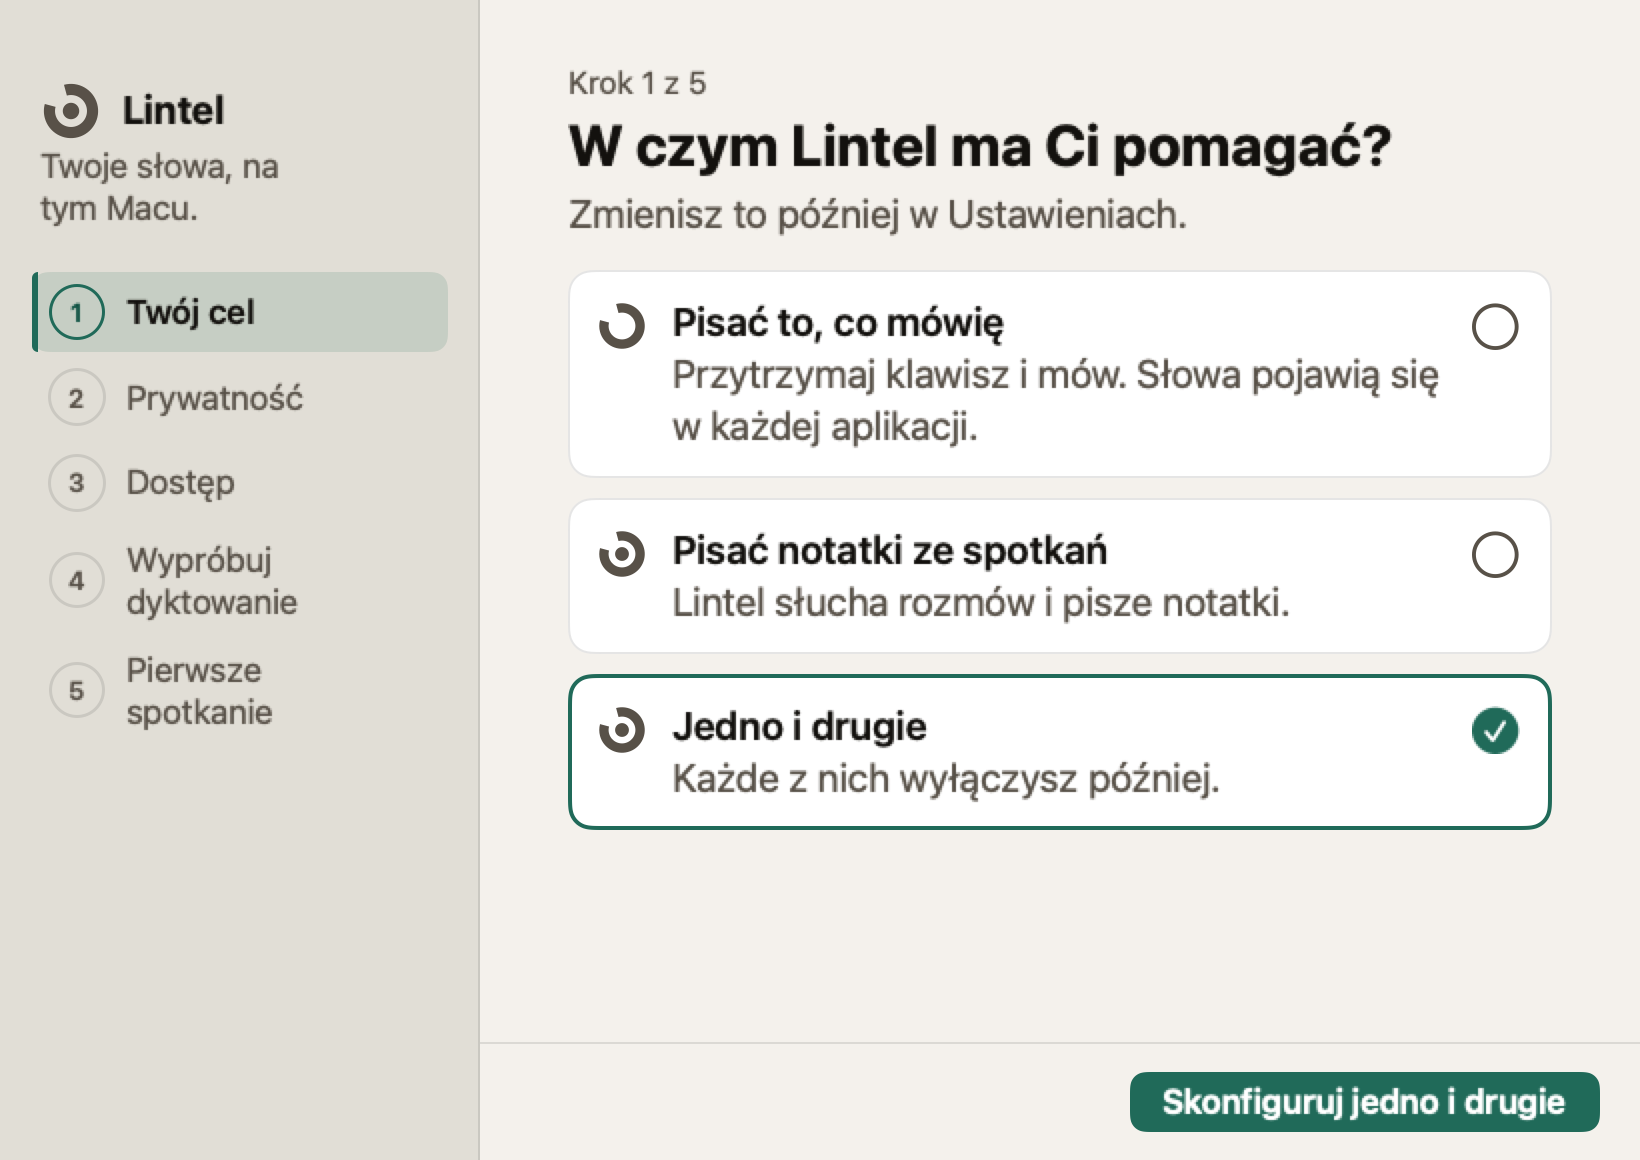 Lintel
Twoje słowa, na
tym Macu.
1 Twój cel
2 Prywatność
3 Dostęp
4 Wypróbuj
dyktowanie
5 Pierwsze
spotkanie
Krok 1 z 5
W czym Lintel ma Ci pomagać?
Zmienisz to później w Ustawieniach.
Pisać to, co mówię
Przytrzymaj klawisz i mów. Słowa pojawią się
w każdej aplikacji.
Pisać notatki ze spotkań
Lintel słucha rozmów i pisze notatki.
Jedno i drugie
Każde z nich wyłączysz później.
Skonfiguruj jedno i drugie